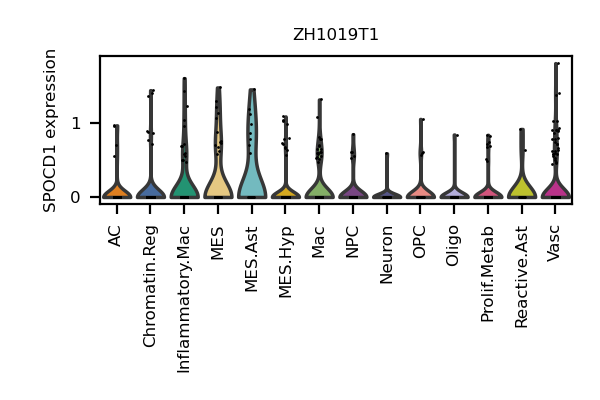 ZH1019T1
SPOCD1 expression
1
0
AC
Chromatin.Reg
Inflammatory.Mac
MES
MES.Ast
MES.Hyp
Mac
NPC
Neuron
OPC
Oligo
Prolif.Metab
Reactive.Ast
Vasc